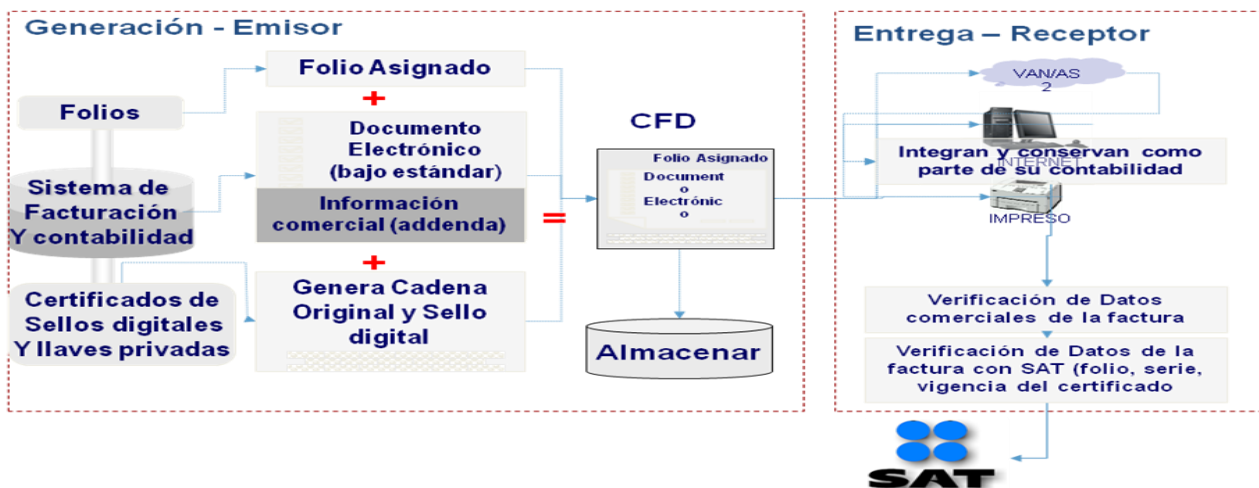 Generación - Emisor
Folios
Sistema de
Facturación
Y contabilidad
Certificados de
Sellos digitales
Y llaves privadas
Folio Asignado
+
Documento
Electrónico
(bajo estándar)
Información
comercial (addenda)
+
Genera Cadena
Original y Sello
digital
=
CFD
Folio Asignado
Document
o
Electrónic
o
Almacenar
Entrega – Receptor
VAN/AS
2
Integran y conservan como
INTERNET
parte de su contabilidad
IMPRESO
Verificación de Datos
comerciales de la factura
Verificación de Datos de la
factura con SAT (folio, serie,
vigencia del certificado
SAT